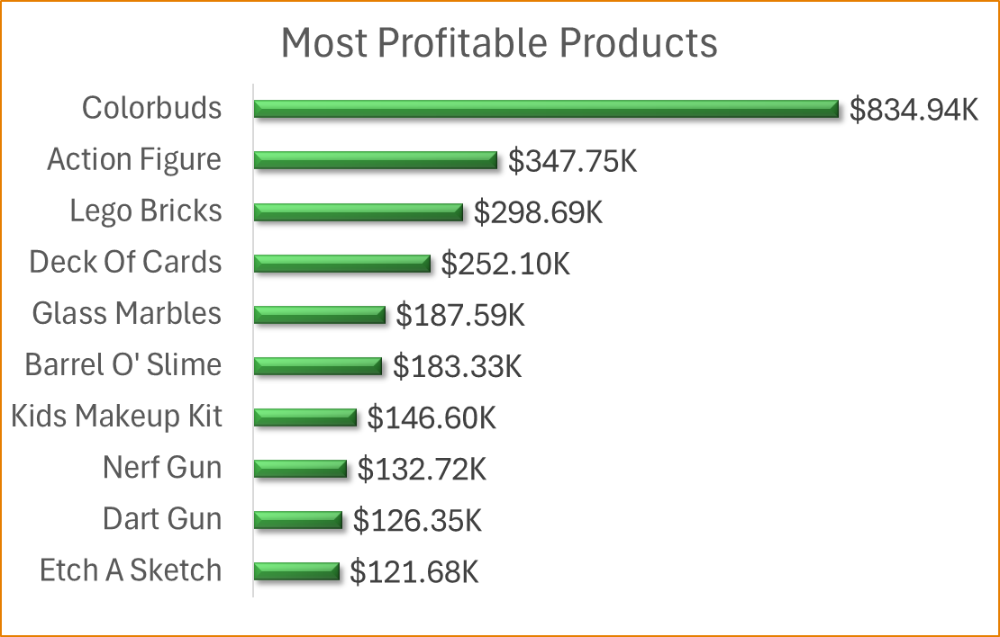 Most Profitable Products
Colorbuds $834.94K
Action Figure $347.75K
Lego Bricks $298.69K
Deck Of Cards $252.10K
Glass Marbles $187.59K
Barrel O' Slime $183.33K
Kids Makeup Kit $146.60K
Nerf Gun $132.72K
Dart Gun $126.35K
Etch A Sketch $121.68K